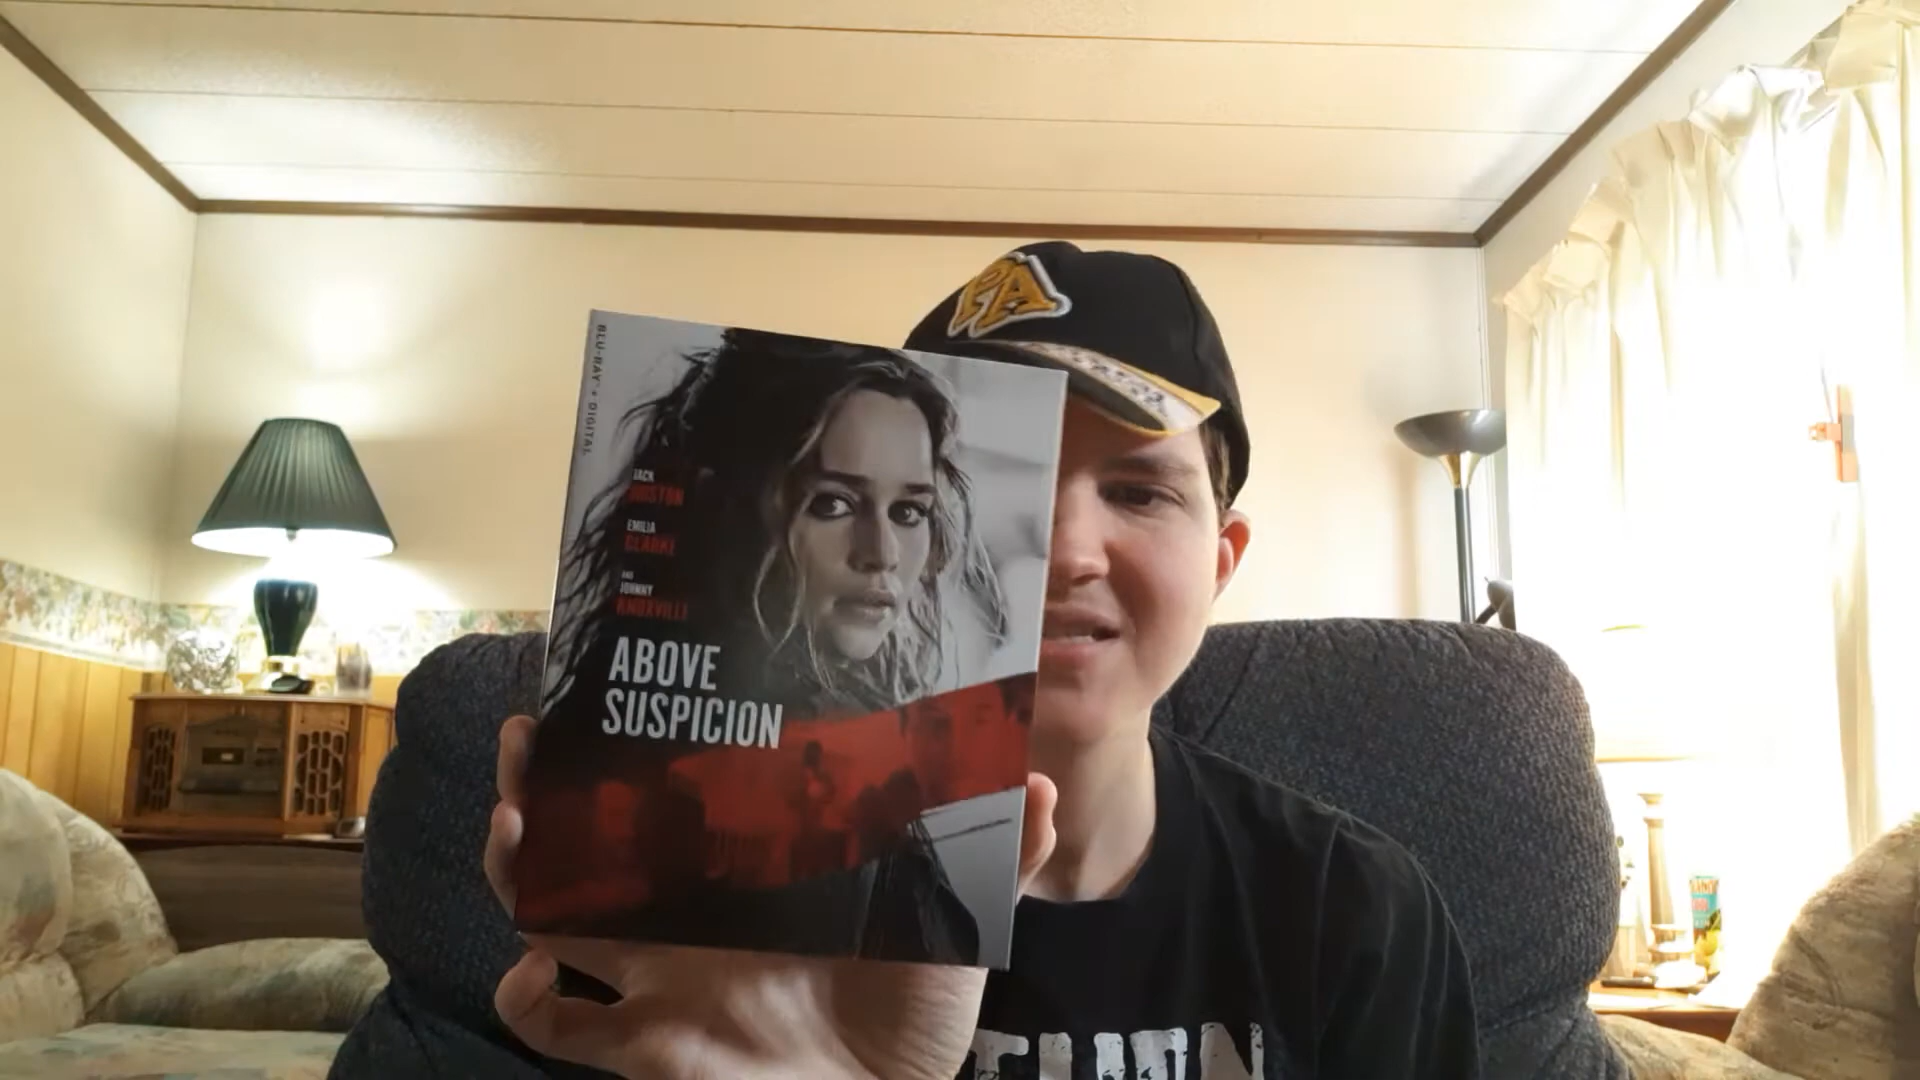 PA
BLU-RAY + DIGITAL
JACK
HUSTON
EMILIA
CLARKE
AND
JOHNNY
KNOXVILLE
ABOVE
SUSPICION